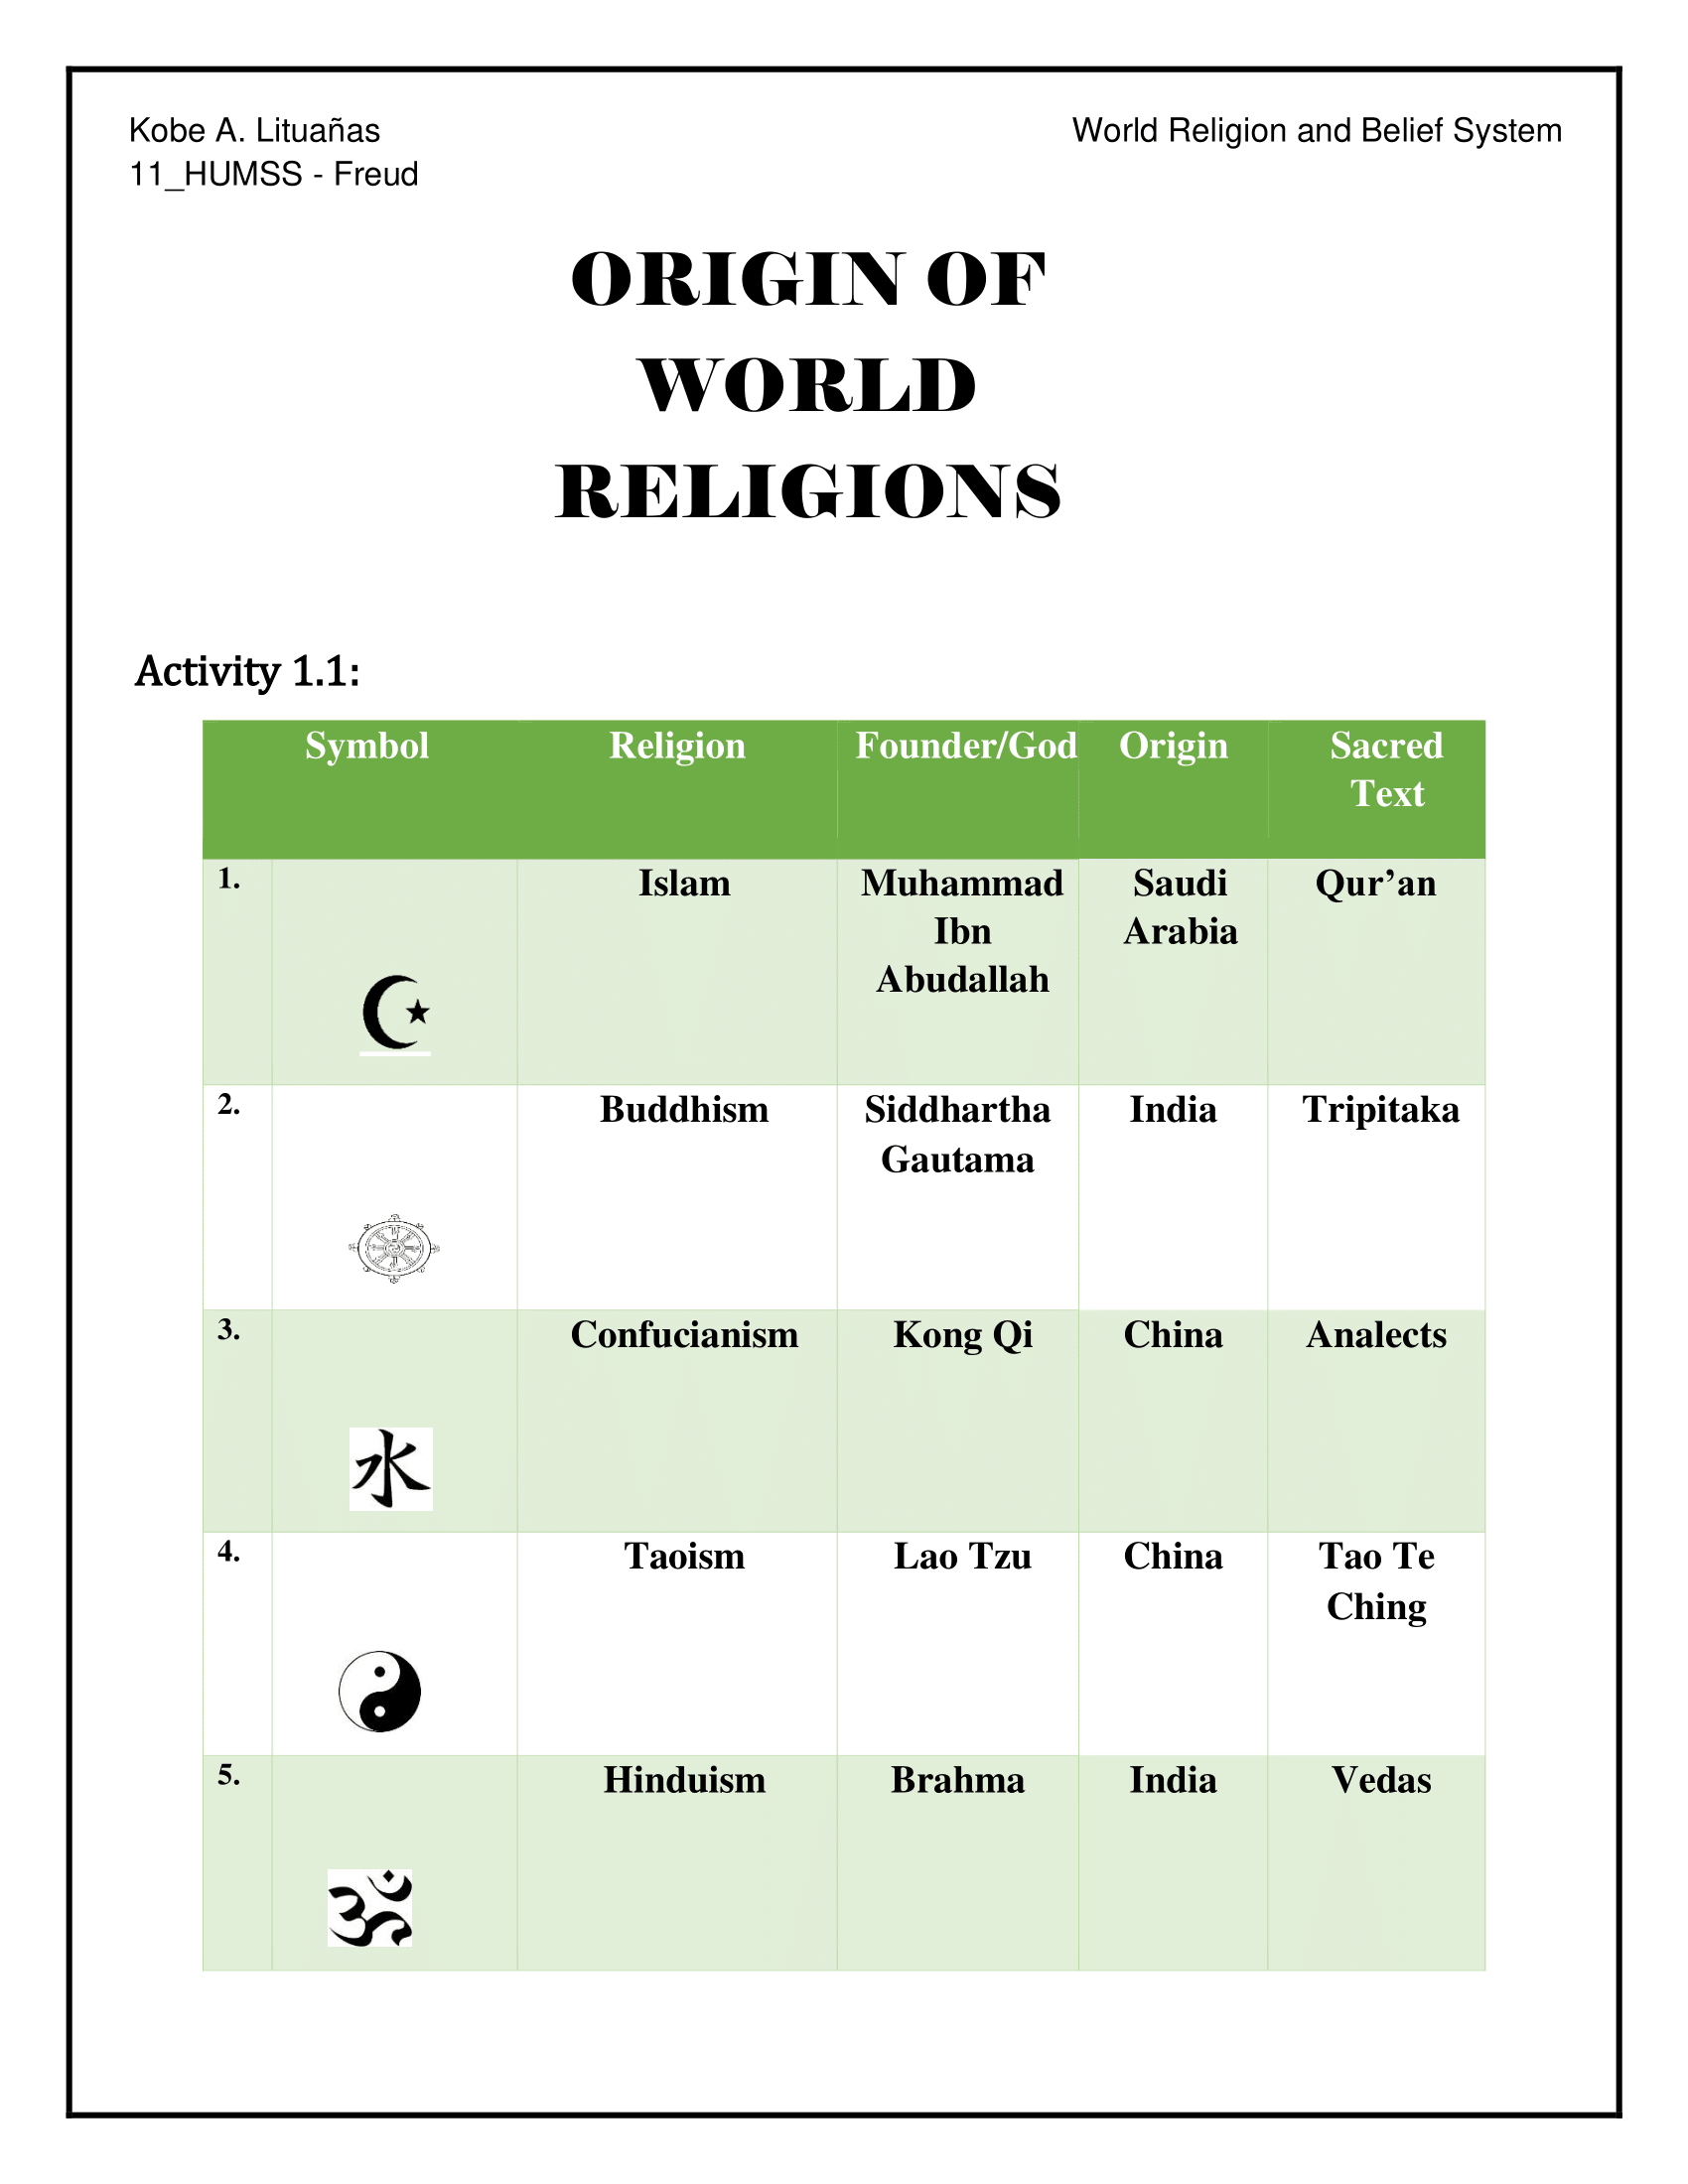 Kobe A. Lituañas
World Religion and Belief System
11_HUMSS - Freud
ORIGIN OF
WORLD
RELIGIONS
Activity 1.1:
Symbol Religion Founder/God Origin Sacred
Text
1. Islam Muhammad Saudi Qur’an
Ibn Arabia
Abudallah
2. Buddhism Siddhartha India Tripitaka
Gautama
3. Confucianism Kong Qi China Analects
水
4. Taoism Lao Tzu China Tao Te
Ching
5. Hinduism Brahma India Vedas
ॐ